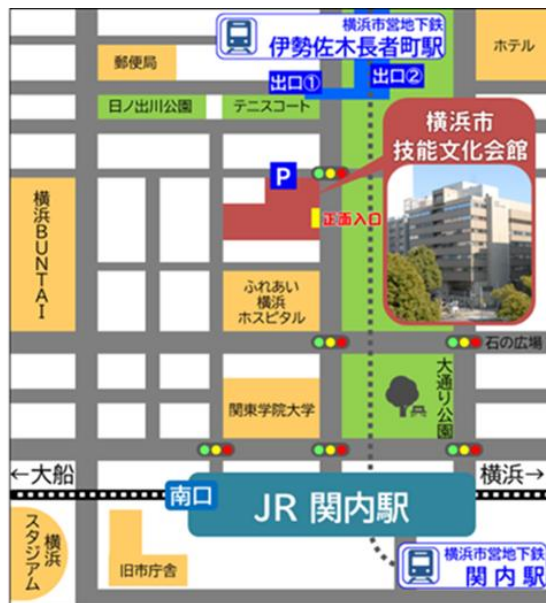 横浜市営地下鉄
伊勢佐木長者町駅
ホテル
郵便局
出口①
出口②
日ノ出川公園
テニスコート
横浜市
技能文化会館
P
正面入口
横浜BUNTAI
ふれあい
横浜
ホスピタル
石の広場
関東学院大学
大通り公園
←大船
横浜→
南口
JR 関内駅
横浜
スタジアム
旧市庁舎
横浜市営地下鉄
関内駅